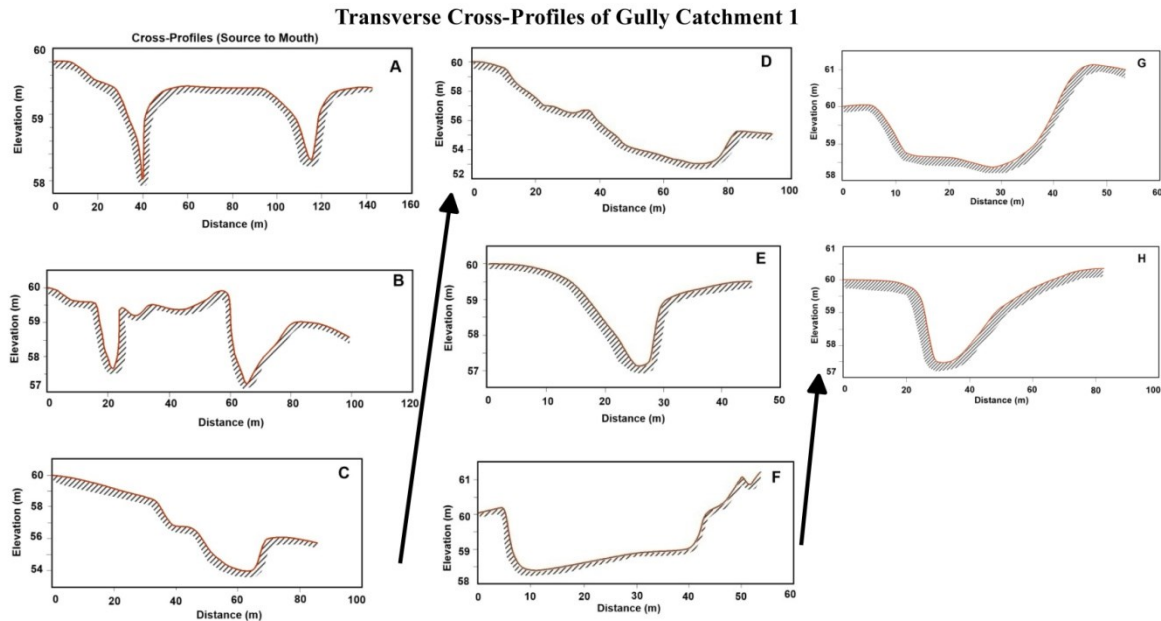 Transverse Cross-Profiles of Gully Catchment 1
Cross-Profiles (Source to Mouth)
A
Elevation (m)
60
59
58
0 20 40 60 80 100 120 140 160
Distance (m)
B
Elevation (m)
60
59
58
57
0 20 40 60 80 100 120
Distance (m)
C
Elevation (m)
60
58
56
54
0 20 40 60 80 100
Distance (m)
D
Elevation (m)
60
58
56
54
52
0 20 40 60 80 100
Distance (m)
E
Elevation (m)
60
59
58
57
0 10 20 30 40 50
Distance (m)
F
Elevation (m)
61
60
59
58
0 10 20 30 40 50 60
Distance (m)
G
Elevation (m)
61
60
59
58
0 10 20 30 40 50 60
Distance (m)
H
Elevation (m)
61
60
59
58
57
0 20 40 60 80 100
Distance (m)